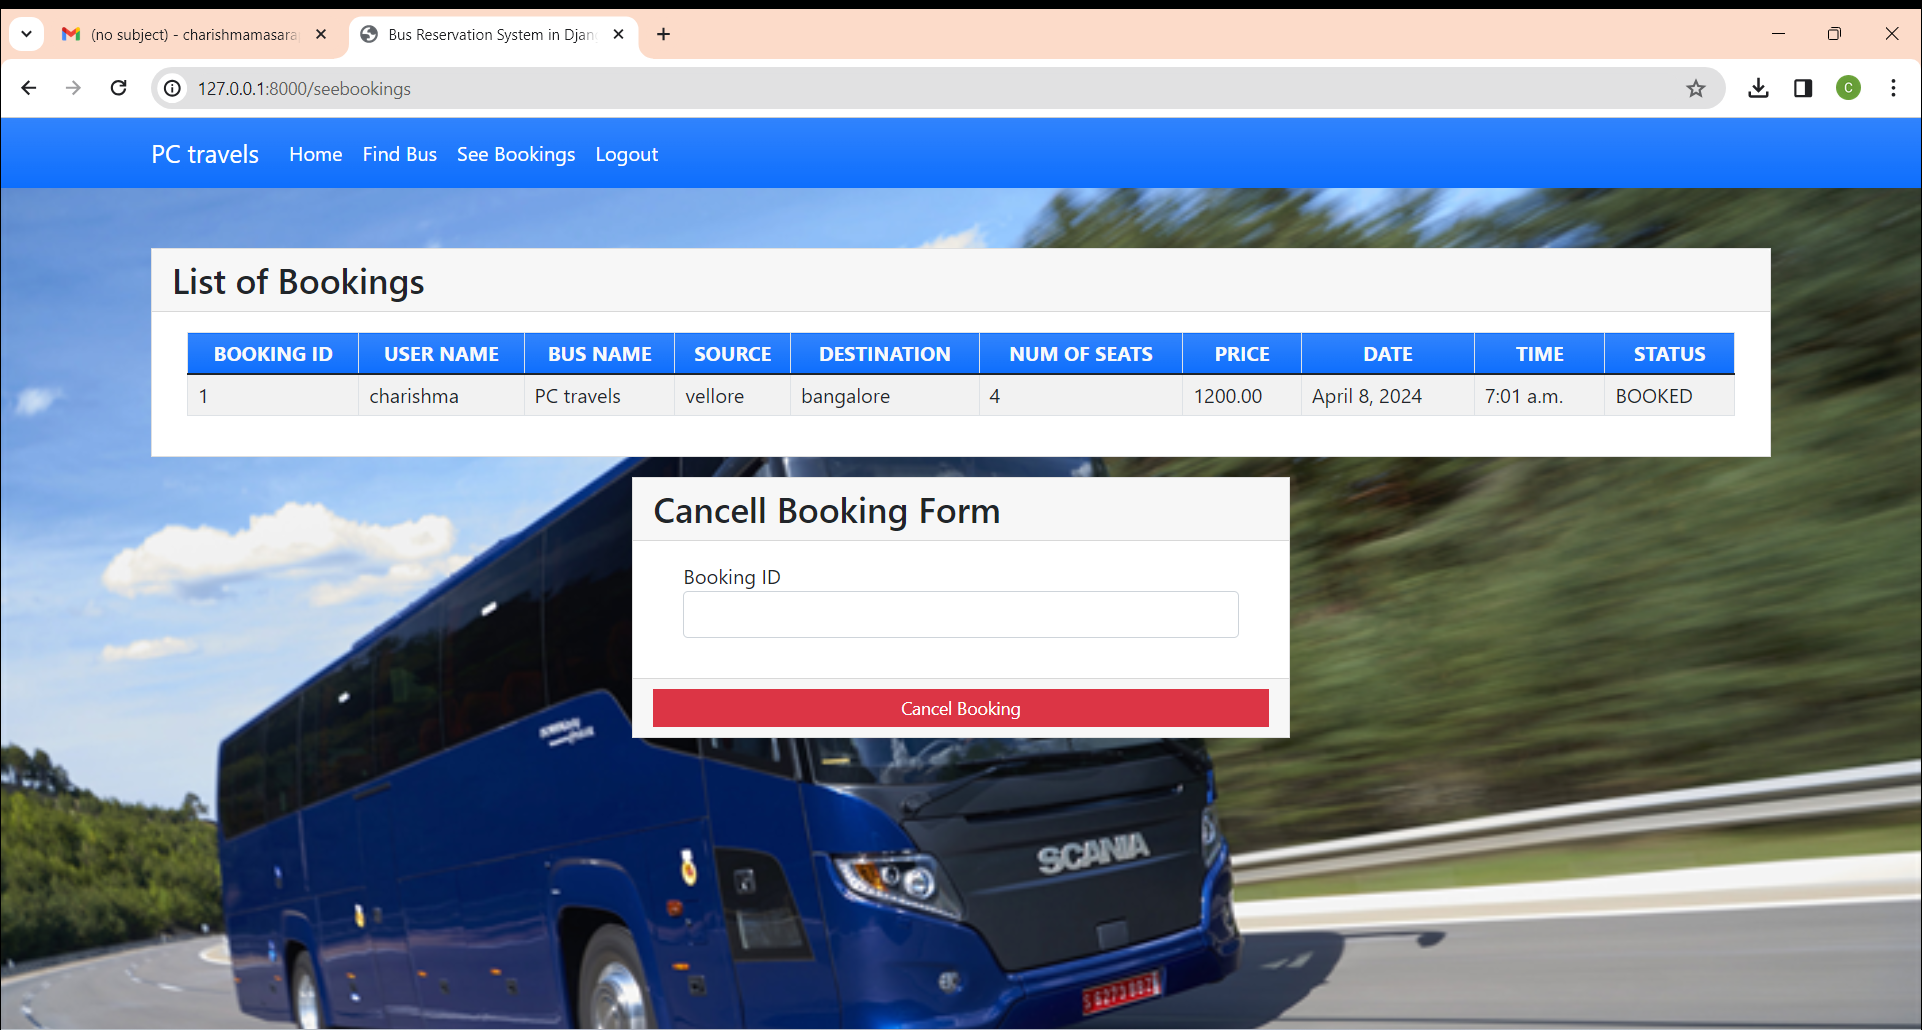 (no subject) - charishmamasara
Bus Reservation System in Djan
127.0.0.1:8000/seebookings
C
PC travels Home Find Bus See Bookings Logout
List of Bookings
BOOKING ID USER NAME BUS NAME SOURCE DESTINATION NUM OF SEATS PRICE DATE TIME STATUS
1 charishma PC travels vellore bangalore 4 1200.00 April 8, 2024 7:01 a.m. BOOKED
Cancell Booking Form
Booking ID
Cancel Booking
SCANIA